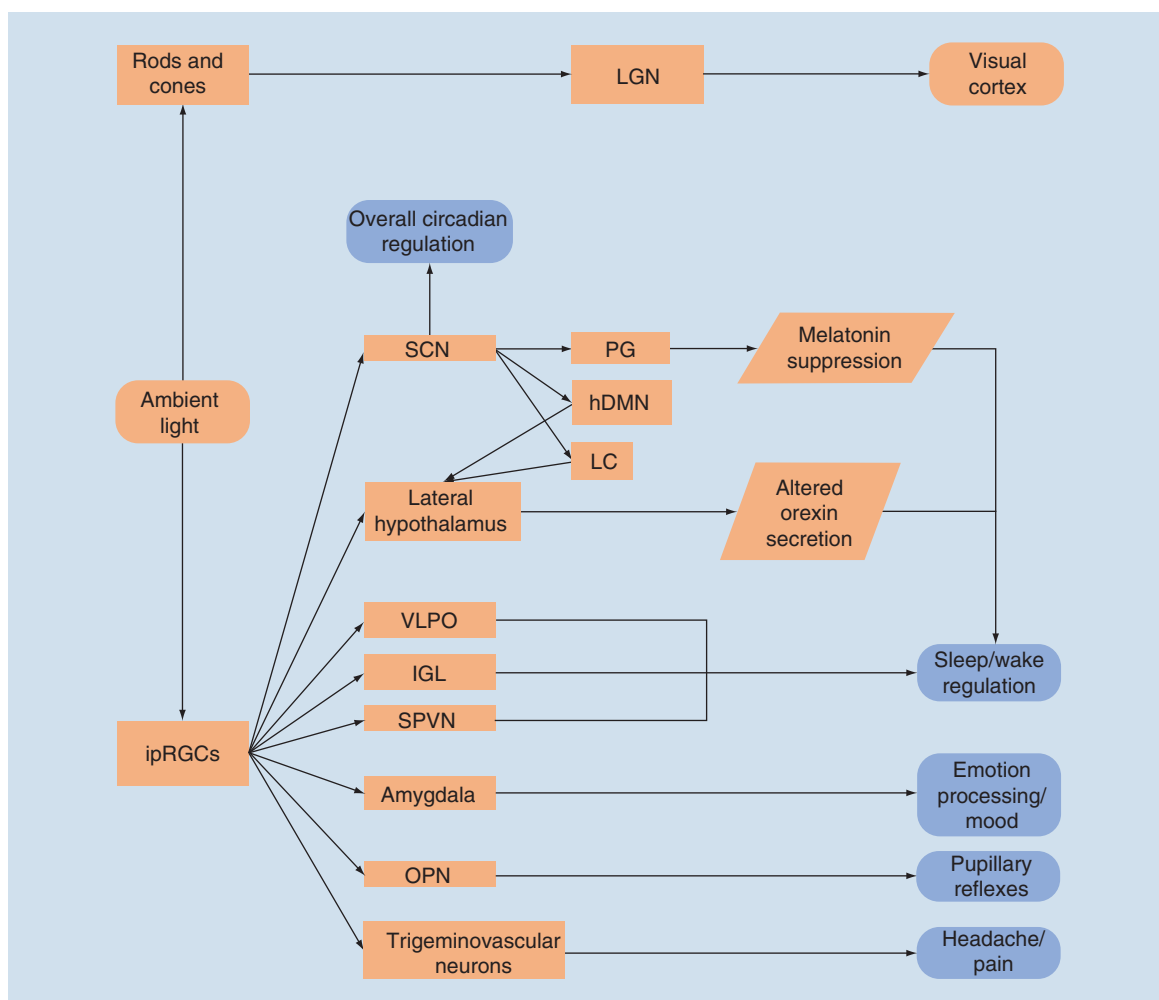 Rods and
cones
LGN
Visual
cortex
Overall circadian
regulation
SCN
PG
Melatonin
suppression
hDMN
Ambient
light
LC
Lateral
hypothalamus
Altered
orexin
secretion
VLPO
IGL
Sleep/wake
regulation
SPVN
ipRGCs
Amygdala
Emotion
processing/
mood
OPN
Pupillary
reflexes
Trigeminovascular
neurons
Headache/
pain